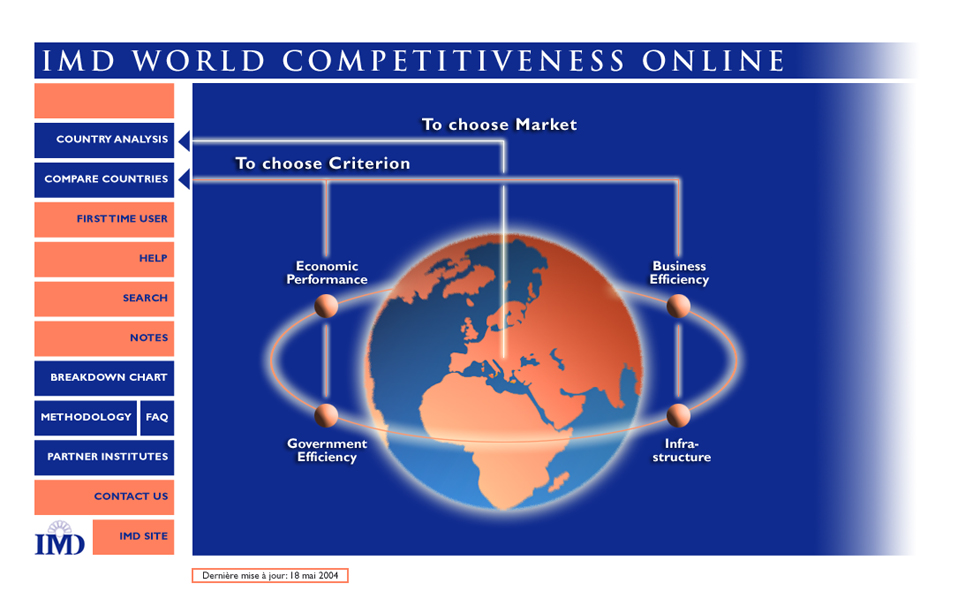 IMD WORLD COMPETITIVENESS ONLINE
COUNTRY ANALYSIS
COMPARE COUNTRIES
FIRST TIME USER
HELP
SEARCH
NOTES
BREAKDOWN CHART
METHODOLOGY FAQ
PARTNER INSTITUTES
CONTACT US
IMD IMD SITE
To choose Market
To choose Criterion
Economic
Performance
Business
Efficiency
Government
Efficiency
Infra-
structure
Dernière mise à jour: 18 mai 2004